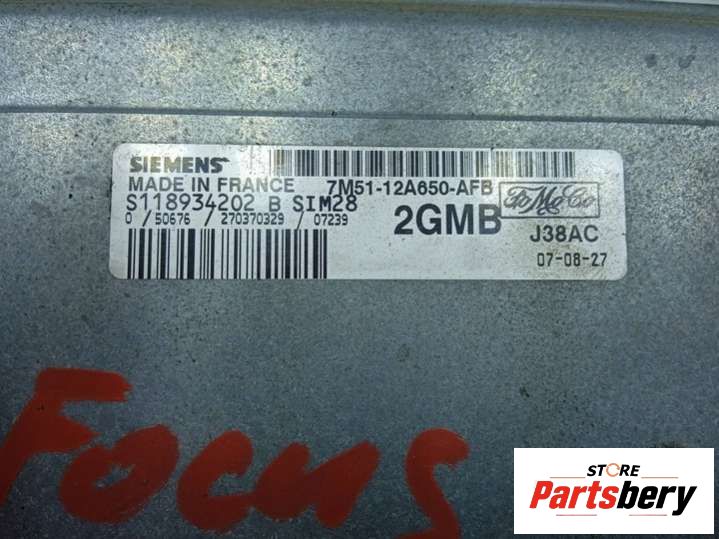 SIEMENS
MADE IN FRANCE 7M51-12A650-AFB
S118934202 B SIM28
0 /50676 /270370329 /07239
2GMB
FoMoCo
J38AC
07-08-27
Focus
STORE
Partsbery